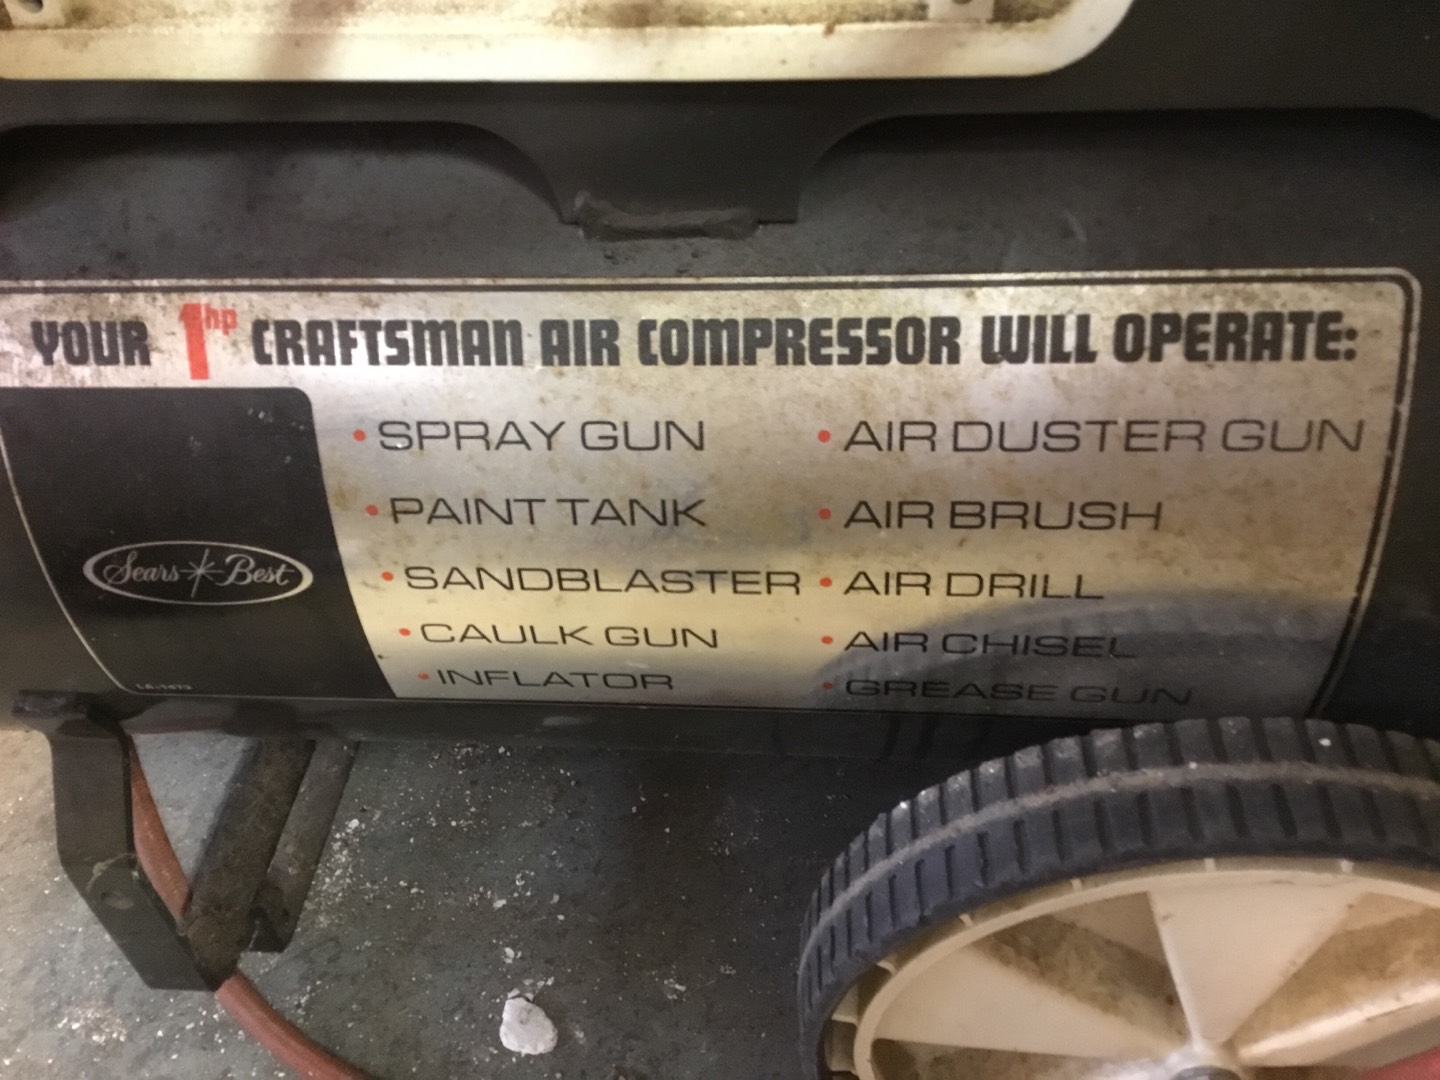 YOUR 1hp CRAFTSMAN AIR COMPRESSOR WILL OPERATE:
• SPRAY GUN
• PAINT TANK
• SANDBLASTER
• CAULK GUN
• INFLATOR
• AIR DUSTER GUN
• AIR BRUSH
• AIR DRILL
• AIR CHISEL
• GREASE GUN
Sears Best